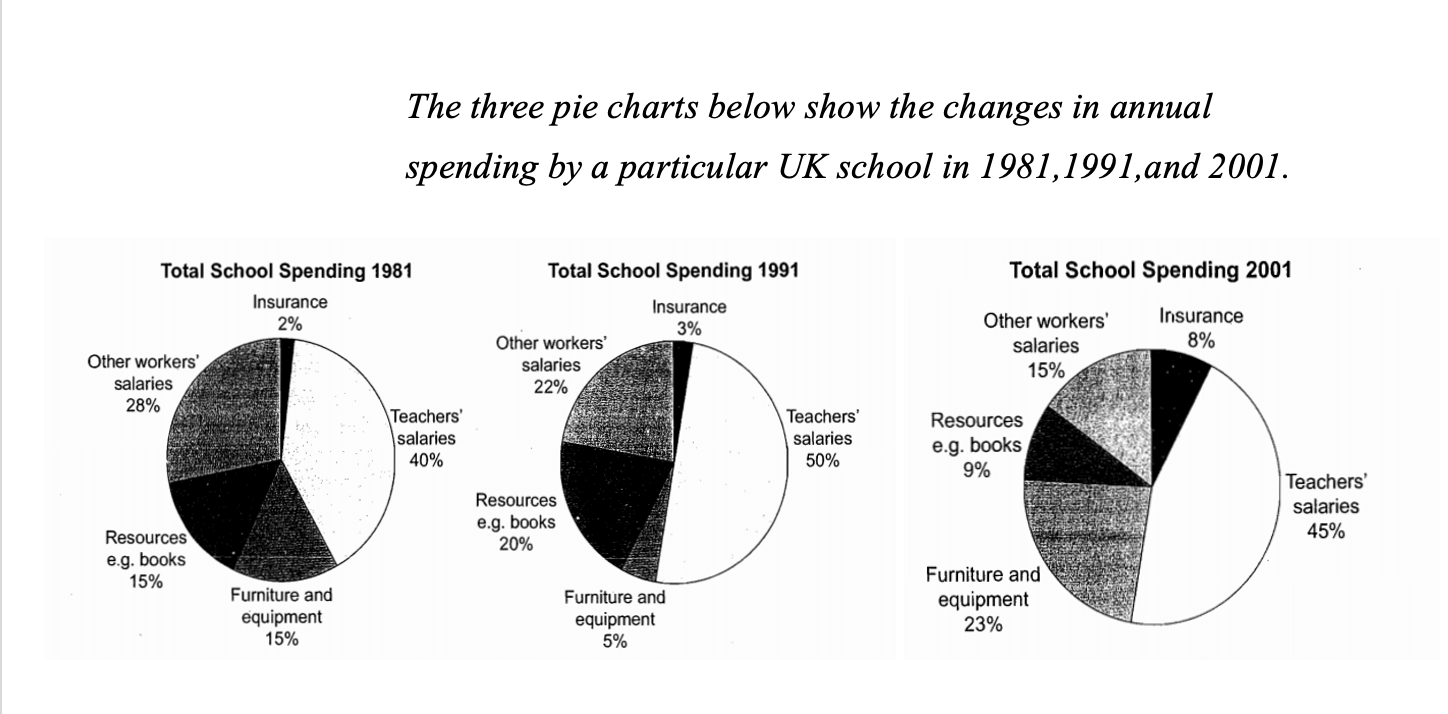 The three pie charts below show the changes in annual
spending by a particular UK school in 1981,1991,and 2001.
Total School Spending 1981
Insurance
2%
Other workers'
salaries
28%
Teachers'
salaries
40%
Resources
e.g. books
15%
Furniture and
equipment
15%
Total School Spending 1991
Insurance
3%
Other workers'
salaries
22%
Teachers'
salaries
50%
Resources
e.g. books
20%
Furniture and
equipment
5%
Total School Spending 2001
Other workers'
salaries
15%
Insurance
8%
Resources
e.g. books
9%
Teachers'
salaries
45%
Furniture and
equipment
23%